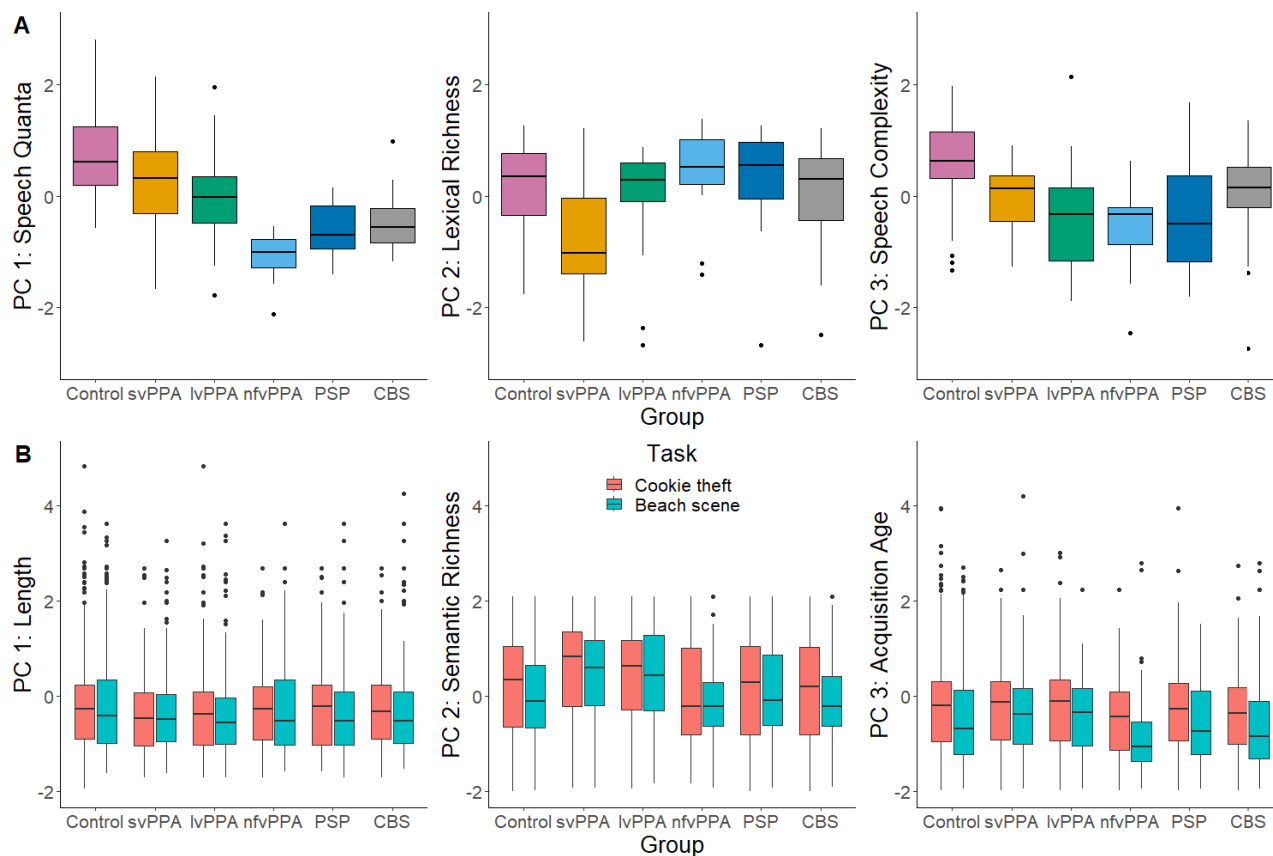 A
PC 1: Speech Quanta
2
0
-2
Control svPPA lvPPA nfvPPA PSP CBS
PC 2: Lexical Richness
2
0
-2
Control svPPA lvPPA nfvPPA PSP CBS
Group
PC 3: Speech Complexity
2
0
-2
Control svPPA lvPPA nfvPPA PSP CBS
B
PC 1: Length
4
2
0
-2
Control svPPA lvPPA nfvPPA PSP CBS
Task
Cookie theft
Beach scene
PC 2: Semantic Richness
4
2
0
-2
Control svPPA lvPPA nfvPPA PSP CBS
Group
PC 3: Acquisition Age
4
2
0
-2
Control svPPA lvPPA nfvPPA PSP CBS